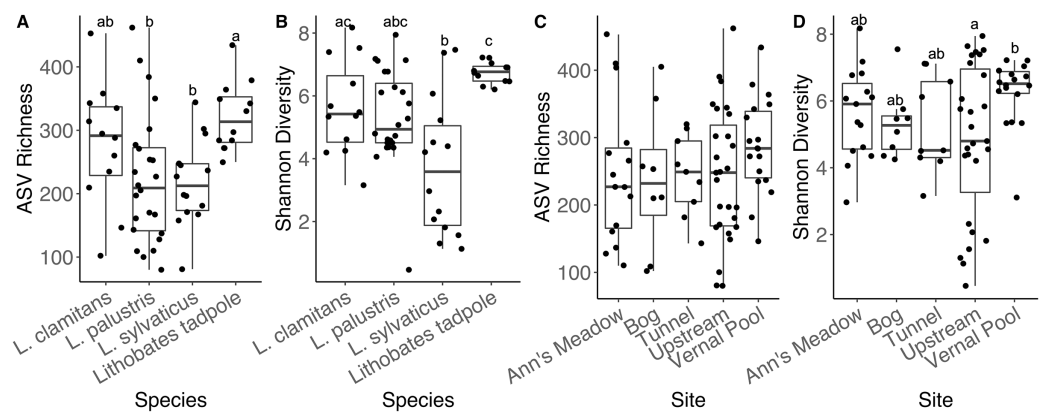 A
ab
b
b
a
400
300
200
100
ASV Richness
L. clamitans
L. palustris
L. sylvaticus
Lithobates tadpole
Species
B
ac
abc
b
c
8
6
4
2
Shannon Diversity
L. clamitans
L. palustris
L. sylvaticus
Lithobates tadpole
Species
C
400
300
200
100
ASV Richness
Ann's Meadow
Bog
Tunnel
Upstream
Vernal Pool
Site
D
ab
ab
ab
a
b
8
6
4
2
Shannon Diversity
Ann's Meadow
Bog
Tunnel
Upstream
Vernal Pool
Site